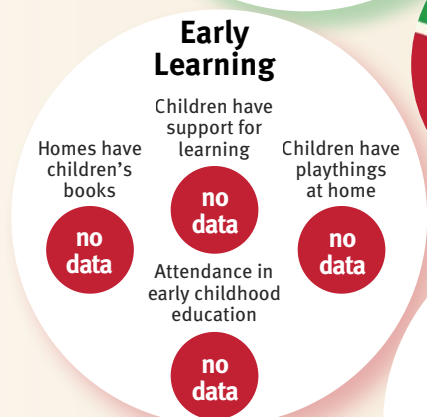 Early
Learning
Children have
support for
learning
no
data
Homes have
children's
books
no
data
Children have
playthings
at home
no
data
Attendance in
early childhood
education
no
data